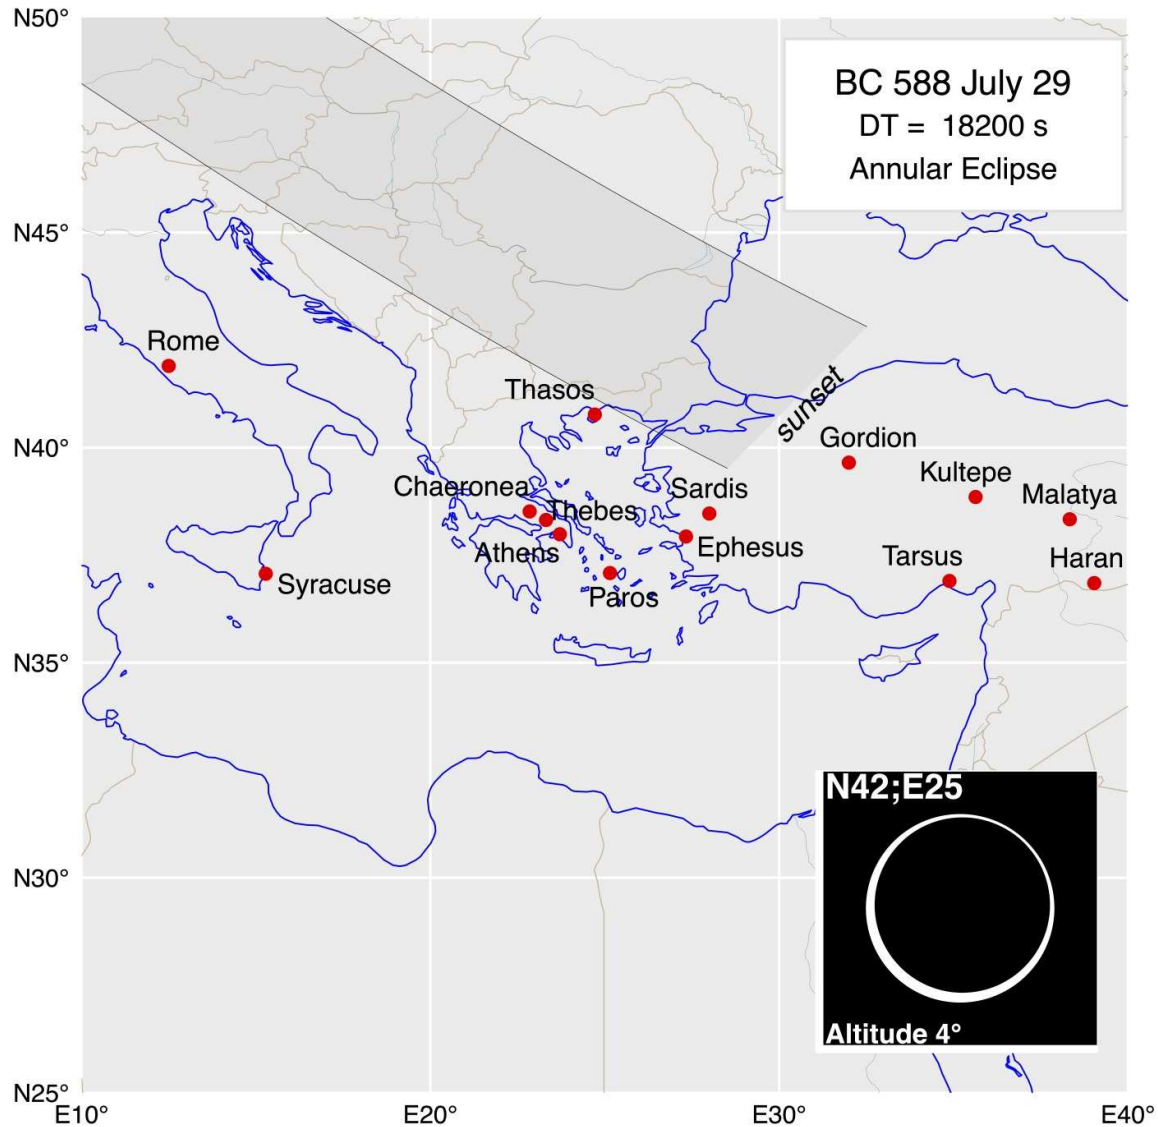 N50°
BC 588 July 29
DT = 18200 s
Annular Eclipse
N45°
Rome
Thasos
sunset
N40°
Gordion
Kultepe
Chaeronea
Sardis
Malatya
Thebes
Athens
Ephesus
Tarsus
Haran
Syracuse
Paros
N35°
N42;E25
N30°
Altitude 4°
N25°
E10°
E20°
E30°
E40°